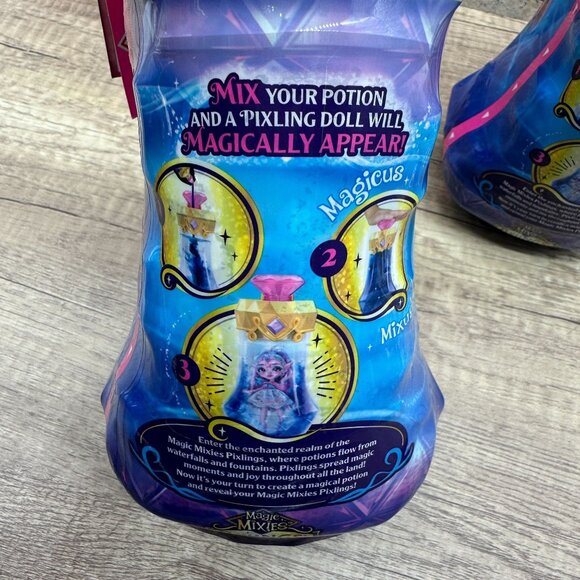 Mix your potion
and a Pixling doll will
magically appear!
Magicus
2
Mixus
3
Enter the enchanted realm of the
Magic Mixies Pixlings, where potions flow from
waterfalls and fountains. Pixlings spread magic
moments and joy throughout all the land!
Now it's your turn to create a magical potion
and reveal your Magic Mixies Pixlings!
Magic
Mixies
3